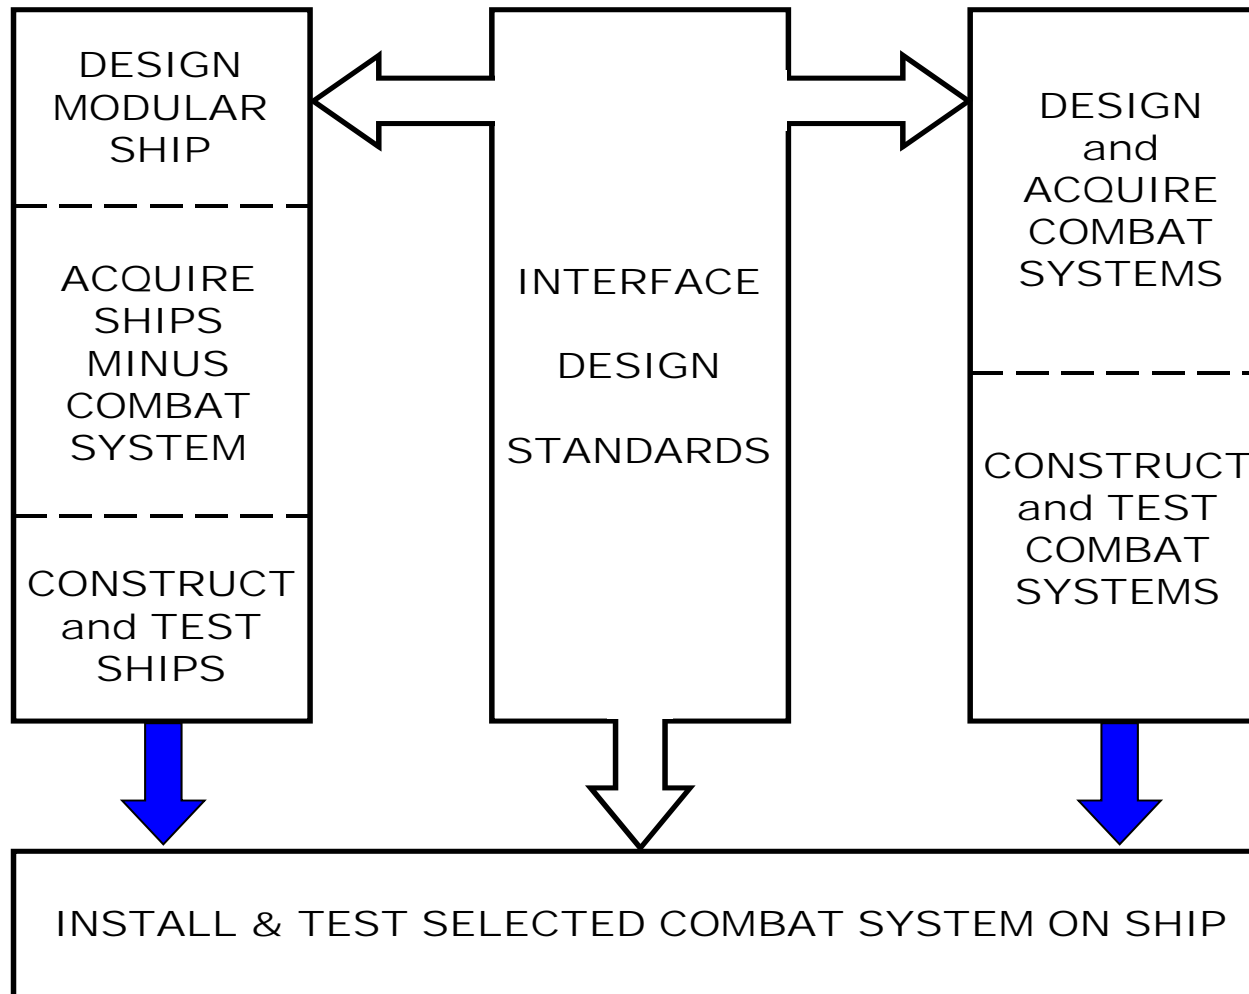 DESIGN
MODULAR
SHIP
ACQUIRE
SHIPS
MINUS
COMBAT
SYSTEM
CONSTRUCT
and TEST
SHIPS
INTERFACE
DESIGN
STANDARDS
DESIGN
and
ACQUIRE
COMBAT
SYSTEMS
CONSTRUCT
and TEST
COMBAT
SYSTEMS
INSTALL & TEST SELECTED COMBAT SYSTEM ON SHIP